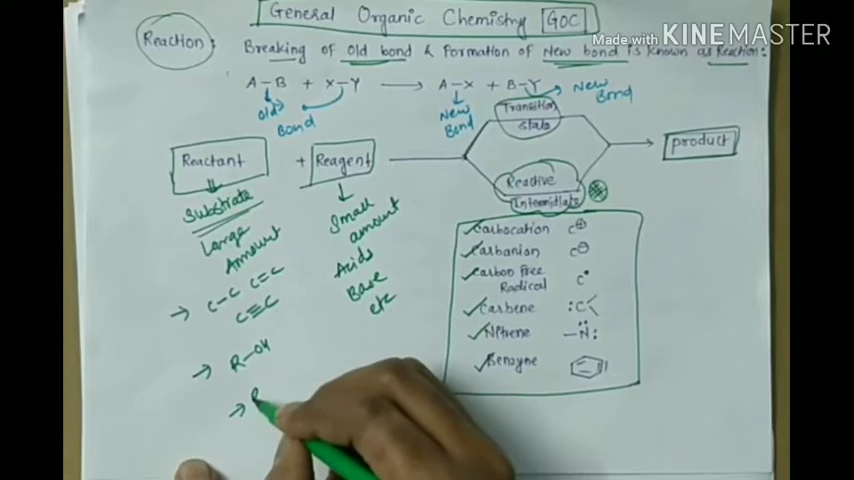 General Organic Chemistry GOC
Made with KINEMASTER
Reaction: Breaking of Old bond & Formation of New bond is known as Reaction:
A-B + X-Y → A-X + B-Y
Old
Bond
New
Bond
New
Bond
Transition
state
Reactant + Reagent
product
Reactive
Intermidiats
Substrate
Large
Amount
Small
amount
Acids
Base
etc
→ C-C C=C
C≡C
→ R-OH
→ R
Carbocation C⊕
Carbanion C⊖
Carbon Free
Radical C•
Carbene :C<
Nitrene -N̈:
Benzyne